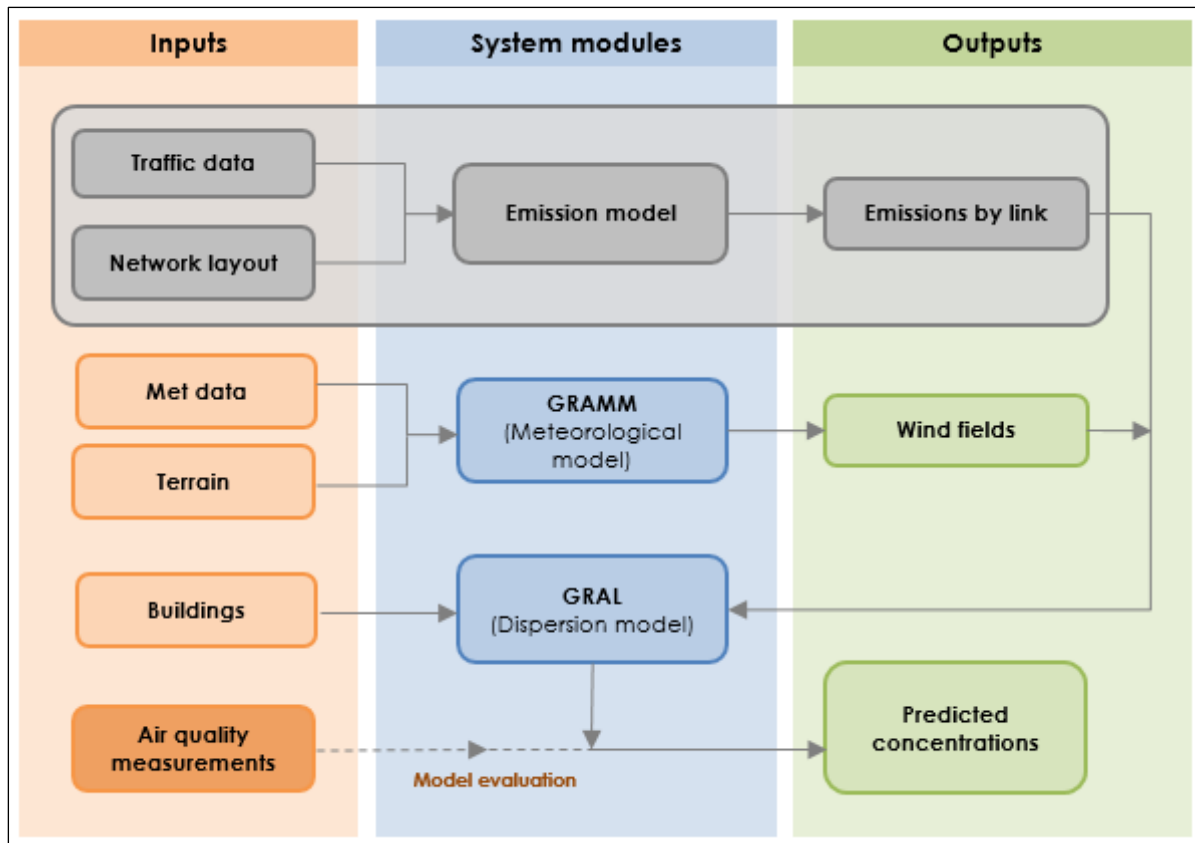 Inputs
System modules
Outputs
Traffic data
Network layout
Emission model
Emissions by link
Met data
Terrain
GRAMM
(Meteorological
model)
Wind fields
Buildings
GRAL
(Dispersion model)
Air quality
measurements
Model evaluation
Predicted
concentrations